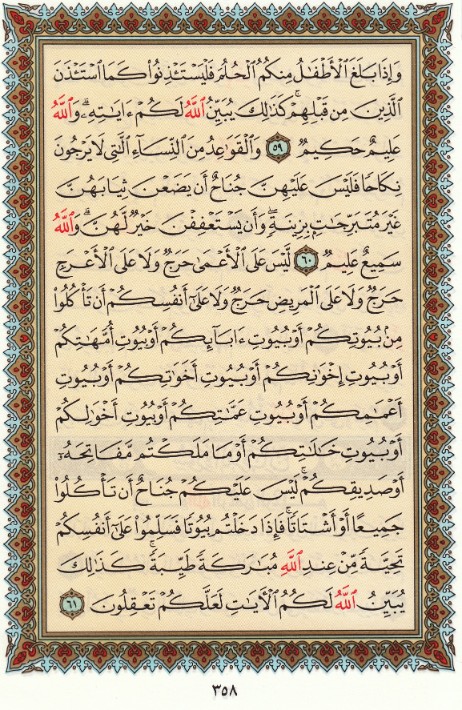 وَإِذَا بَلَغَ ٱلْأَطْفَٰلُ مِنكُمُ ٱلْحُلُمَ فَلْيَسْتَـْٔذِنُوا۟ كَمَا ٱسْتَـْٔذَنَ
ٱلَّذِينَ مِن قَبْلِهِمْ ۚ كَذَٰلِكَ يُبَيِّنُ ٱللَّهُ لَكُمْ ءَايَٰتِهِۦ ۗ وَٱللَّهُ
عَلِيمٌ حَكِيمٌ ٥٩ وَٱلْقَوَٰعِدُ مِنَ ٱلنِّسَآءِ ٱلَّٰتِى لَا يَرْجُونَ
نِكَاحًا فَلَيْسَ عَلَيْهِنَّ جُنَاحٌ أَن يَضَعْنَ ثِيَابَهُنَّ
غَيْرَ مُتَبَرِّجَٰتٍۭ بِزِينَةٍ ۖ وَأَن يَسْتَعْفِفْنَ خَيْرٌ لَّهُنَّ ۗ وَٱللَّهُ
سَمِيعٌ عَلِيمٌ ٦٠ لَّيْسَ عَلَى ٱلْأَعْمَىٰ حَرَجٌ وَلَا عَلَى ٱلْأَعْرَجِ
حَرَجٌ وَلَا عَلَى ٱلْمَرِيضِ حَرَجٌ وَلَا عَلَىٰٓ أَنفُسِكُمْ أَن تَأْكُلُوا۟
مِنۢ بُيُوتِكُمْ أَوْ بُيُوتِ ءَابَآئِكُمْ أَوْ بُيُوتِ أُمَّهَٰتِكُمْ
أَوْ بُيُوتِ إِخْوَٰنِكُمْ أَوْ بُيُوتِ أَخَوَٰتِكُمْ أَوْ بُيُوتِ
أَعْمَٰمِكُمْ أَوْ بُيُوتِ عَمَّٰتِكُمْ أَوْ بُيُوتِ أَخْوَٰلِكُمْ
أَوْ بُيُوتِ خَٰلَٰتِكُمْ أَوْ مَا مَلَكْتُم مَّفَاتِحَهُۥٓ
أَوْ صَدِيقِكُمْ ۚ لَيْسَ عَلَيْكُمْ جُنَاحٌ أَن تَأْكُلُوا۟
جَمِيعًا أَوْ أَشْتَاتًا ۚ فَإِذَا دَخَلْتُم بُيُوتًا فَسَلِّمُوا۟ عَلَىٰٓ أَنفُسِكُمْ
تَحِيَّةً مِّنْ عِندِ ٱللَّهِ مُبَٰرَكَةً طَيِّبَةً ۚ كَذَٰلِكَ
يُبَيِّنُ ٱللَّهُ لَكُمُ ٱلْءَايَٰتِ لَعَلَّكُمْ تَعْقِلُونَ ٦١
٣٥٨